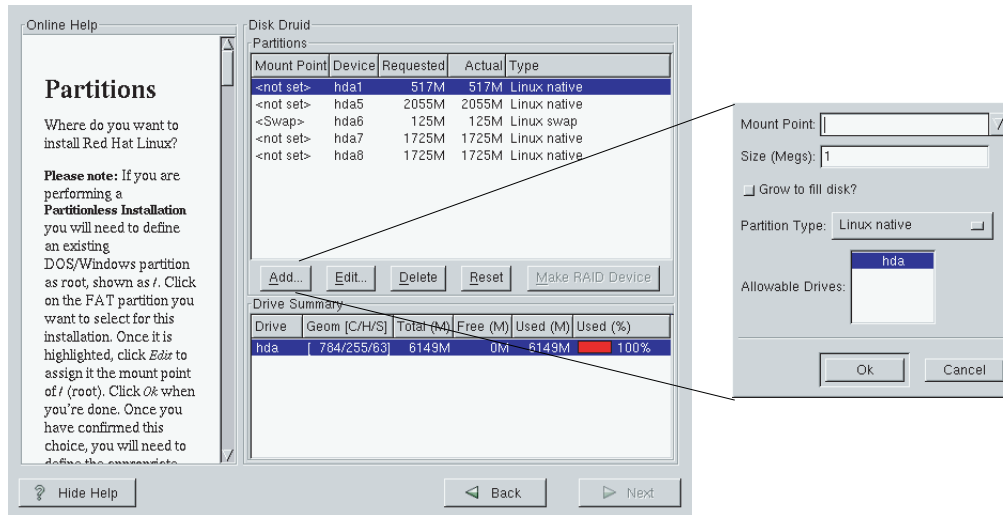 Online Help
Partitions
Where do you want to
install Red Hat Linux?
Please note: If you are
performing a
Partitionless Installation
you will need to define
an existing
DOS/Windows partition
as root, shown as /. Click
on the FAT partition you
want to select for this
installation. Once it is
highlighted, click Edit to
assign it the mount point
of / (root). Click Ok when
you're done. Once you
have confirmed this
choice, you will need to
define the appropriate
Disk Druid
Partitions
Mount Point Device Requested Actual Type
<not set> hda1 517M 517M Linux native
<not set> hda5 2055M 2055M Linux native
<Swap> hda6 125M 125M Linux swap
<not set> hda7 1725M 1725M Linux native
<not set> hda8 1725M 1725M Linux native
Add... Edit... Delete Reset Make RAID Device
Drive Summary
Drive Geom [C/H/S] Total (M) Free (M) Used (M) Used (%)
hda [ 784/255/63] 6149M 0M 6149M 100%
Hide Help Back Next
Mount Point:
Size (Megs): 1
Grow to fill disk?
Partition Type: Linux native
hda
Allowable Drives:
Ok Cancel